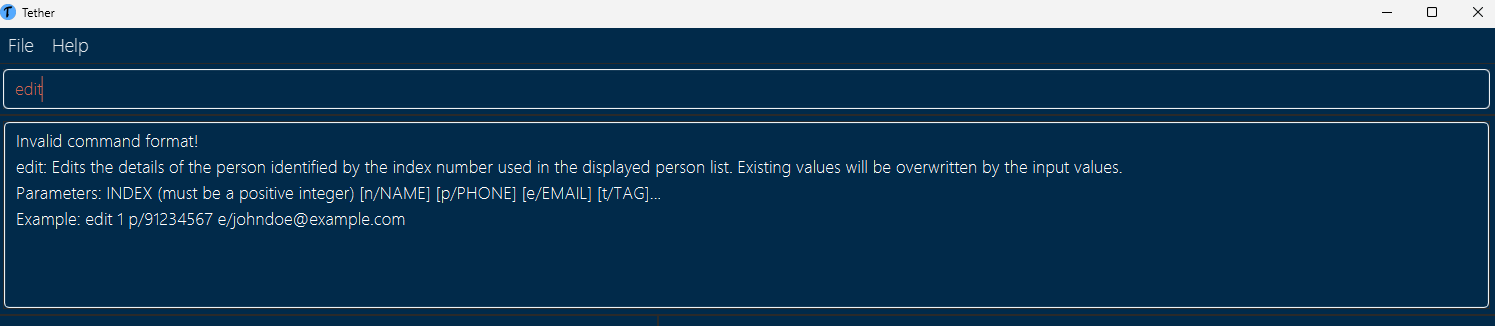 Tether
File Help
edit
Invalid command format!
edit: Edits the details of the person identified by the index number used in the displayed person list. Existing values will be overwritten by the input values.
Parameters: INDEX (must be a positive integer) [n/NAME] [p/PHONE] [e/EMAIL] [t/TAG]...
Example: edit 1 p/91234567 e/johndoe@example.com